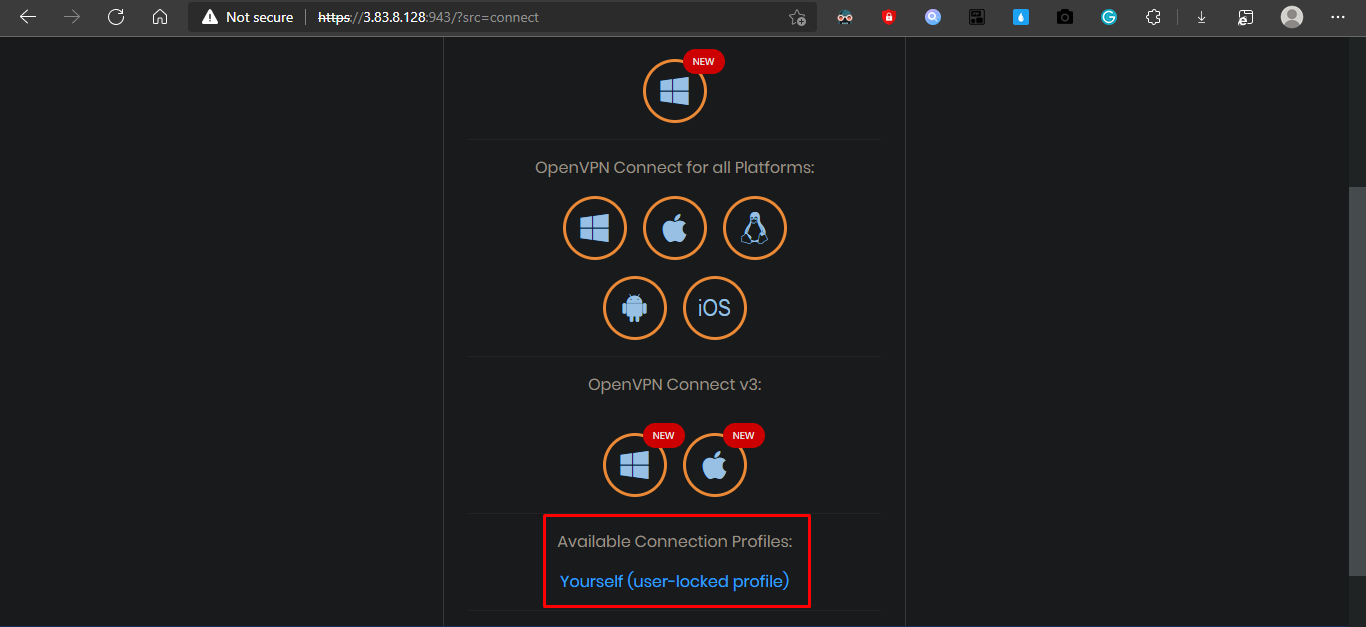 Not secure https://3.83.8.128:943/?src=connect
NEW
OpenVPN Connect for all Platforms:
iOS
OpenVPN Connect v3:
NEW NEW
Available Connection Profiles:
Yourself (user-locked profile)